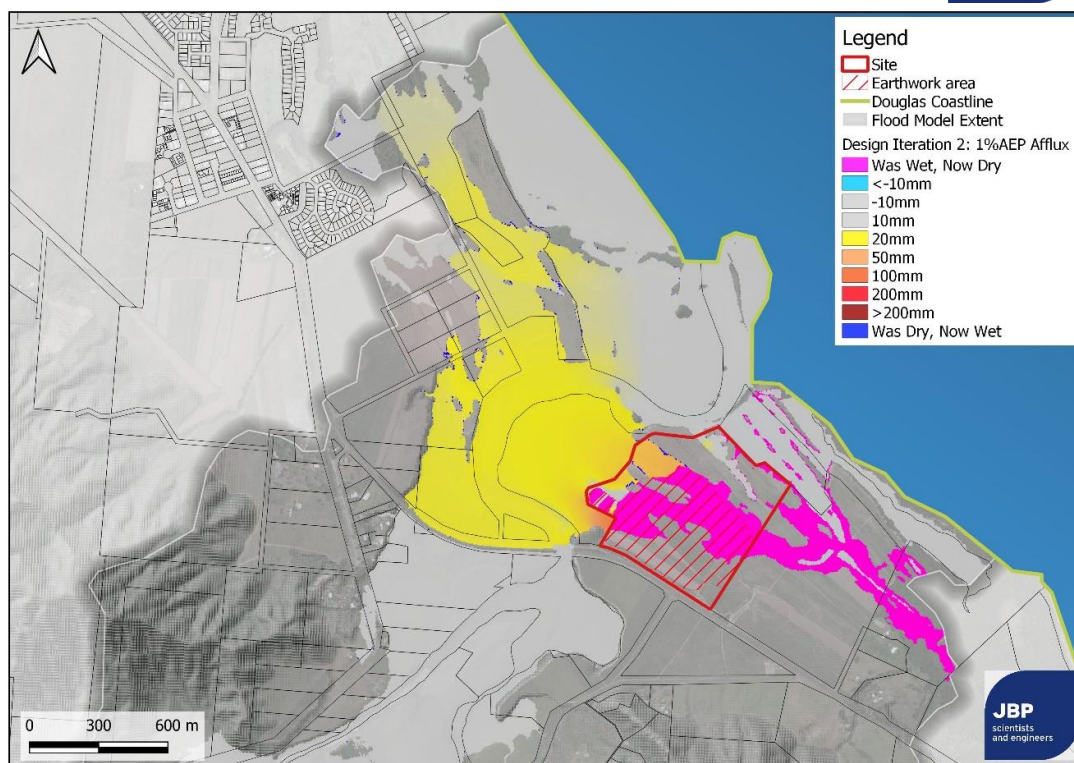 Legend
Site
Earthwork area
Douglas Coastline
Flood Model Extent
Design Iteration 2: 1%AEP Afflux
Was Wet, Now Dry
<-10mm
-10mm
10mm
20mm
50mm
100mm
200mm
>200mm
Was Dry, Now Wet
0 300 600 m
JBP
scientists
and engineers